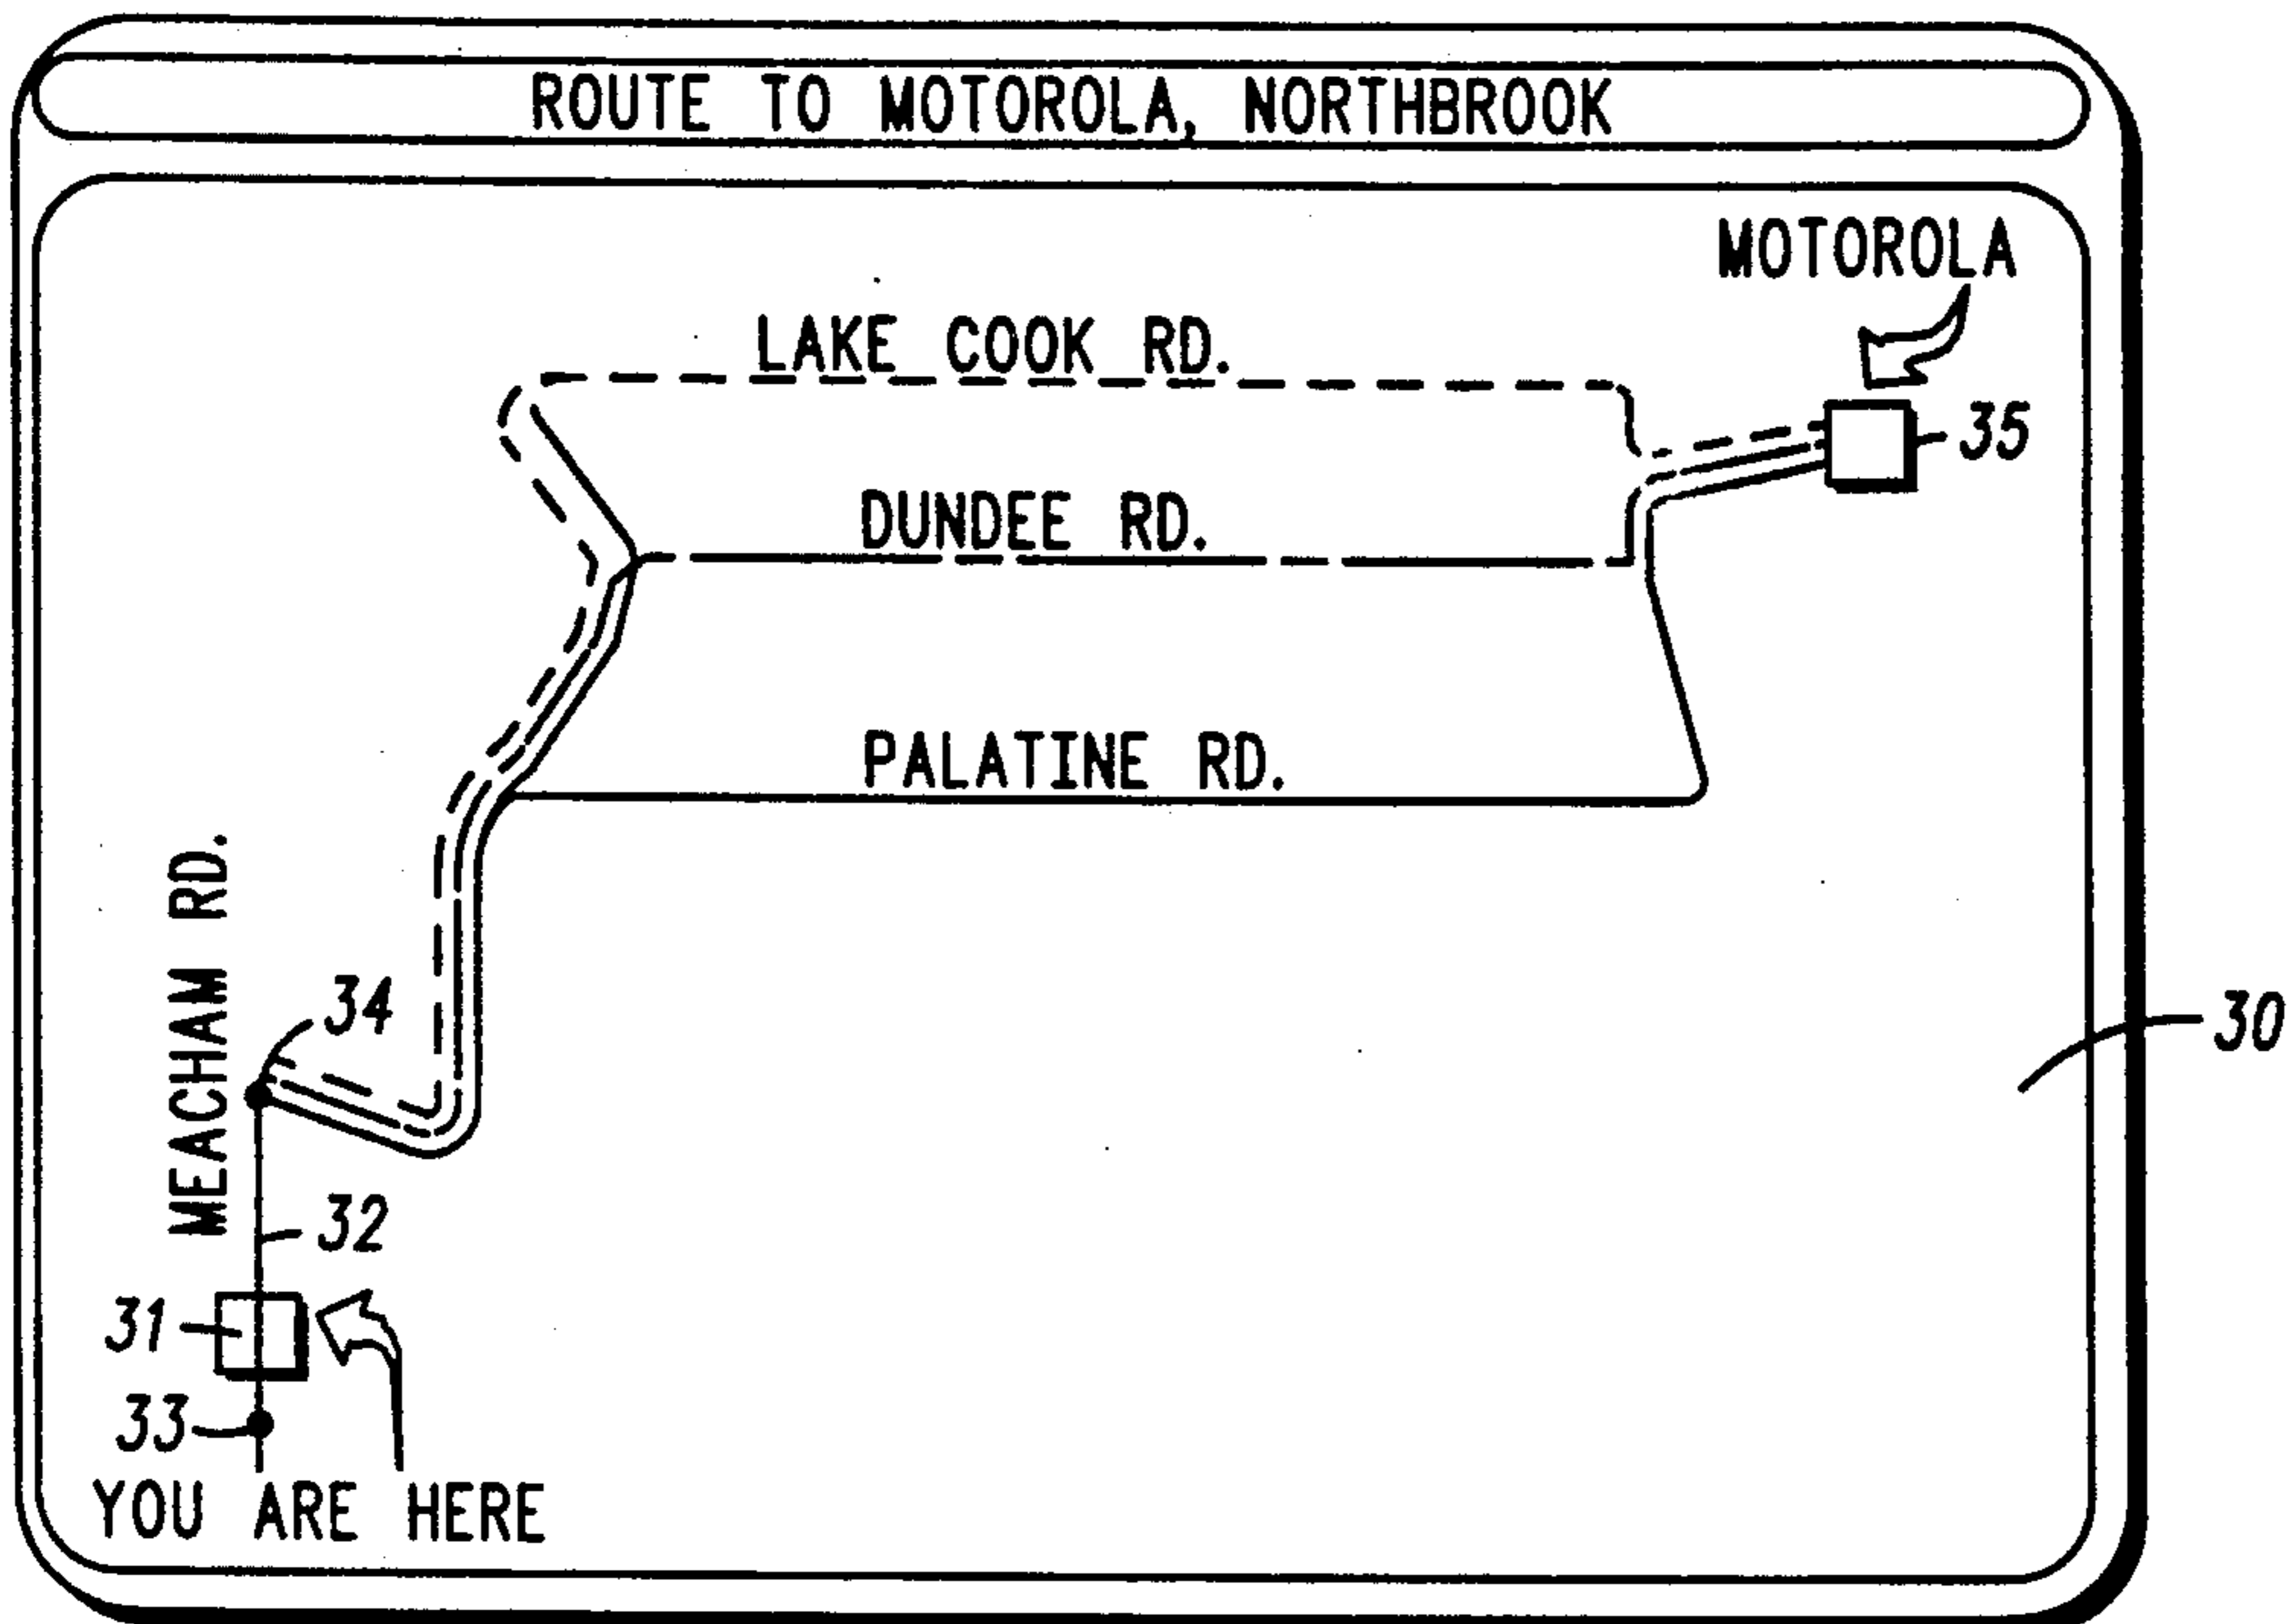 ROUTE TO MOTOROLA, NORTHBROOK
MOTOROLA
LAKE COOK RD.
35
DUNDEE RD.
PALATINE RD.
MEACHAM RD.
34
30
32
31
33
YOU ARE HERE